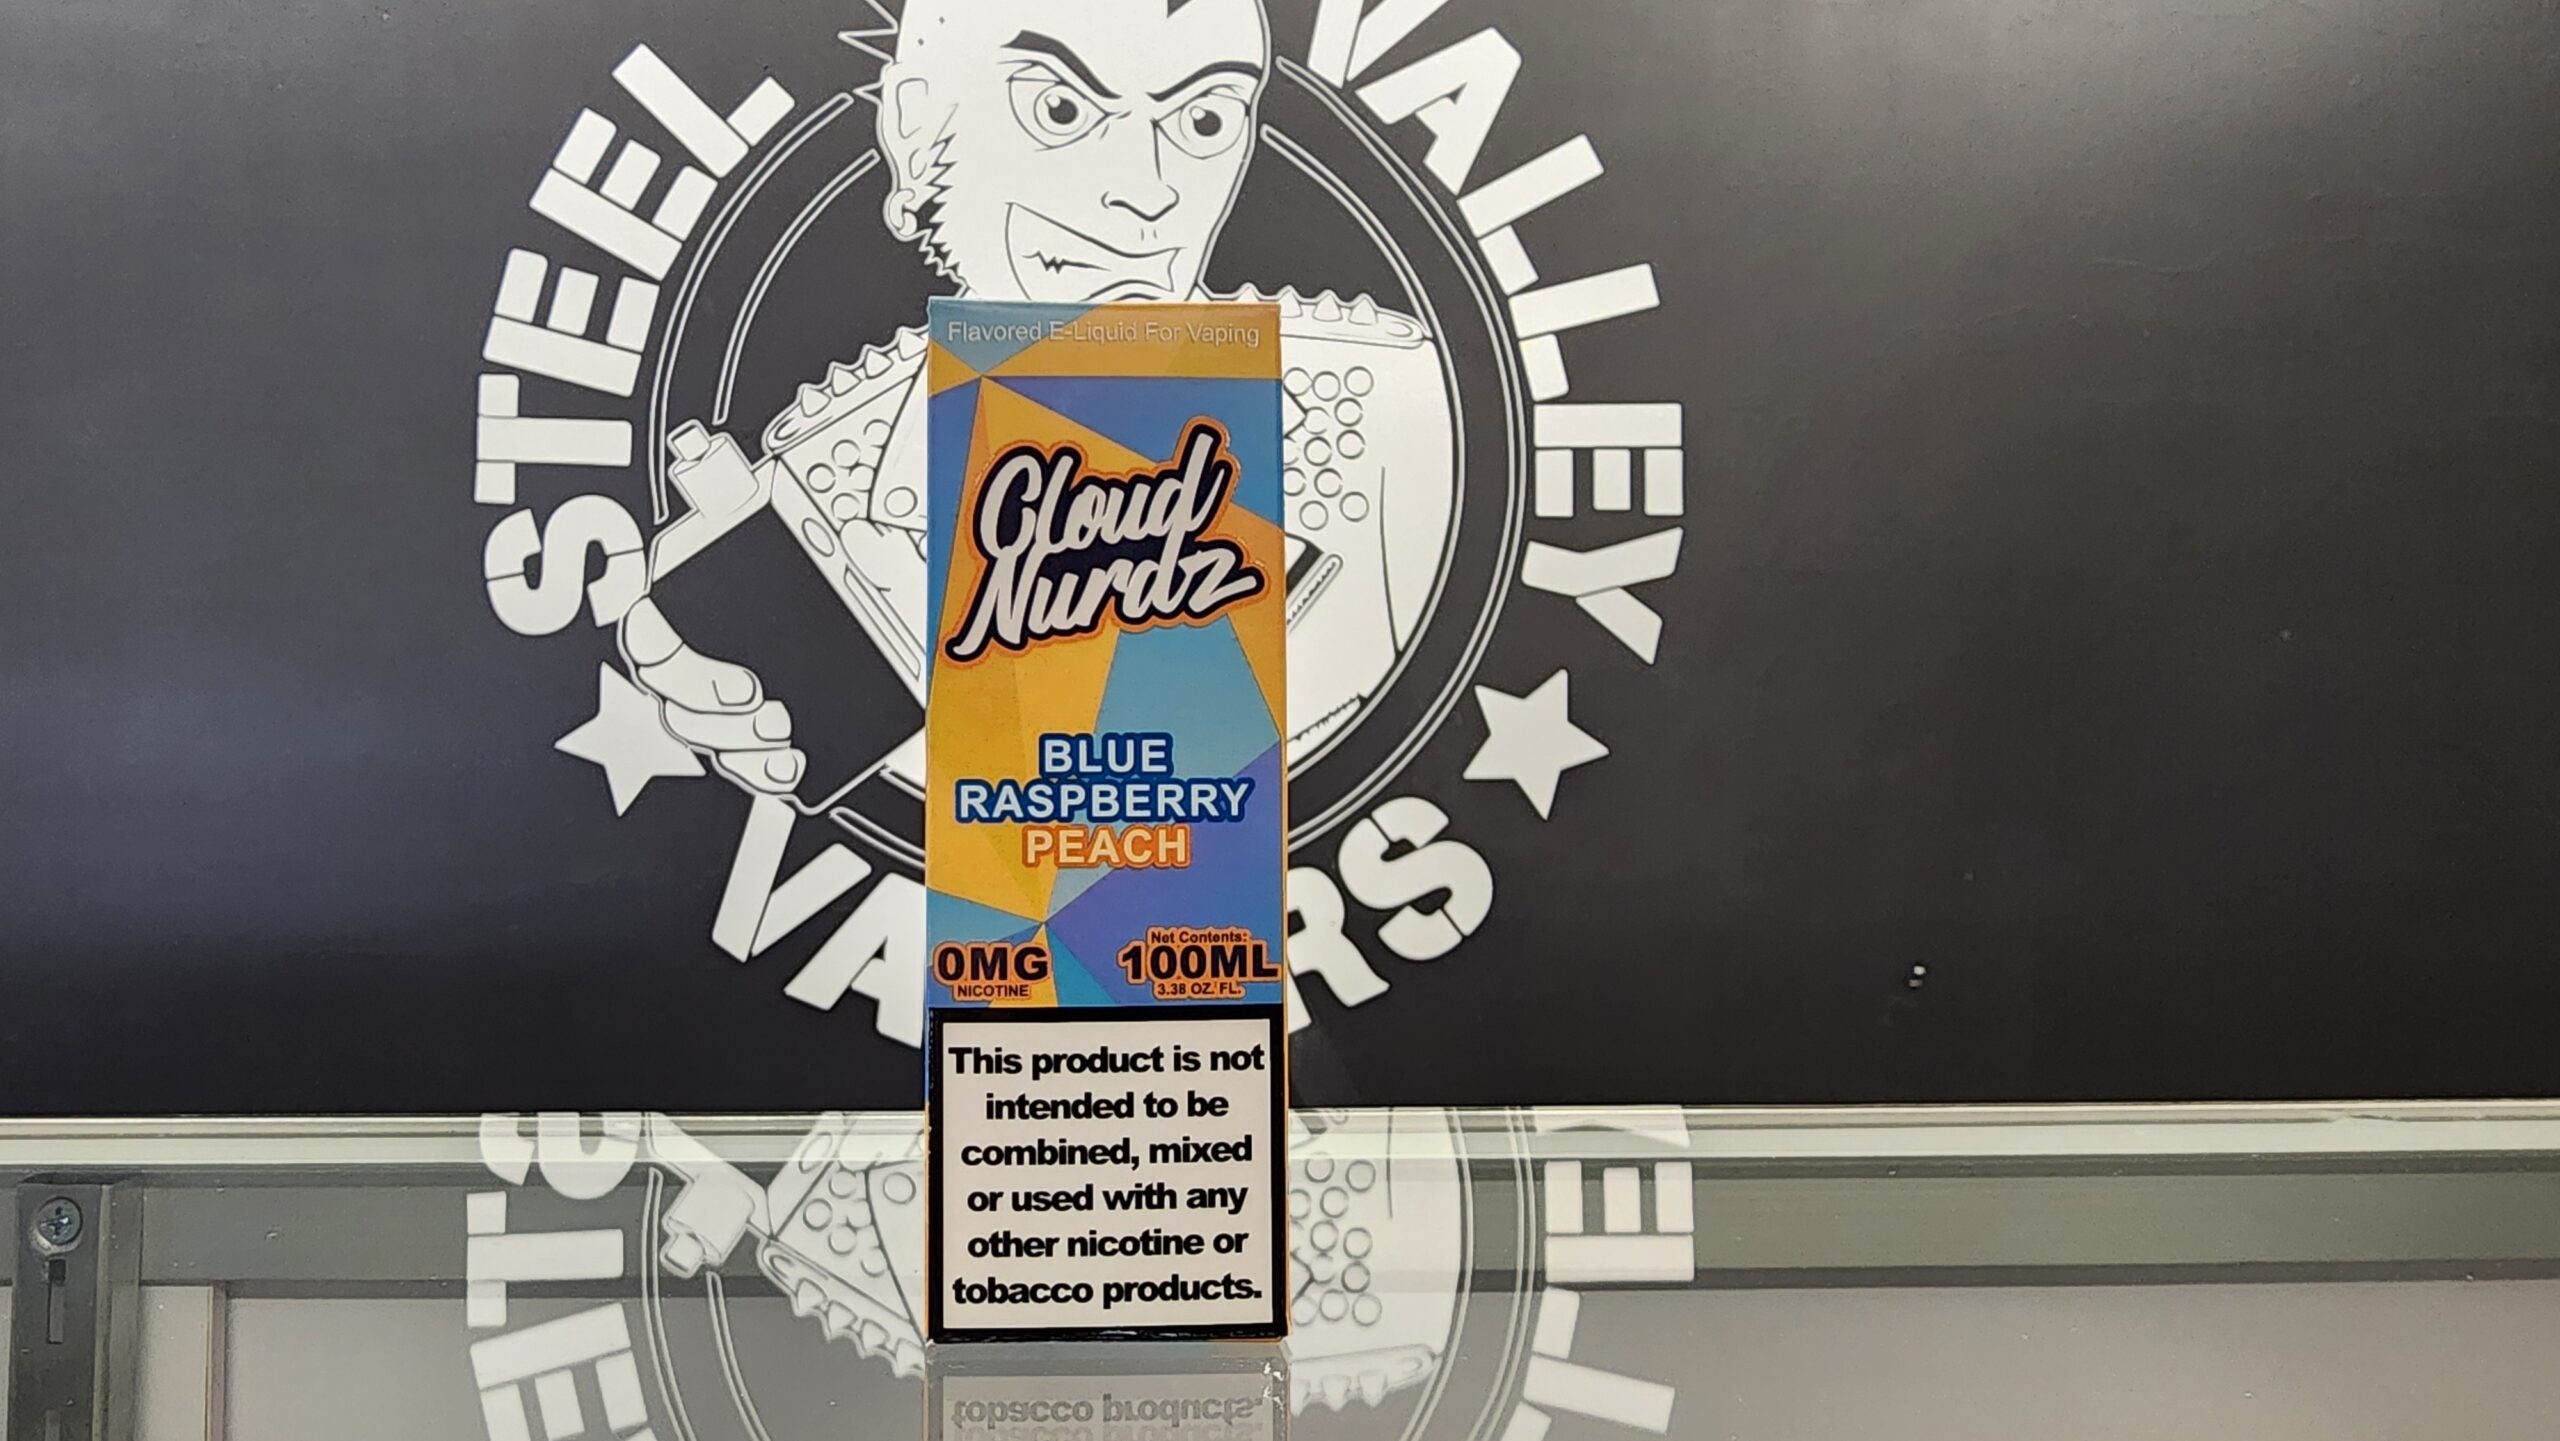 STEEL VALLEY
Flavored E-Liquid For Vaping
Cloud
Nurdz
BLUE
RASPBERRY
PEACH
0MG
NICOTINE
Net Contents:
100ML
3.38 OZ. FL.
This product is not
intended to be
combined, mixed
or used with any
other nicotine or
tobacco products.